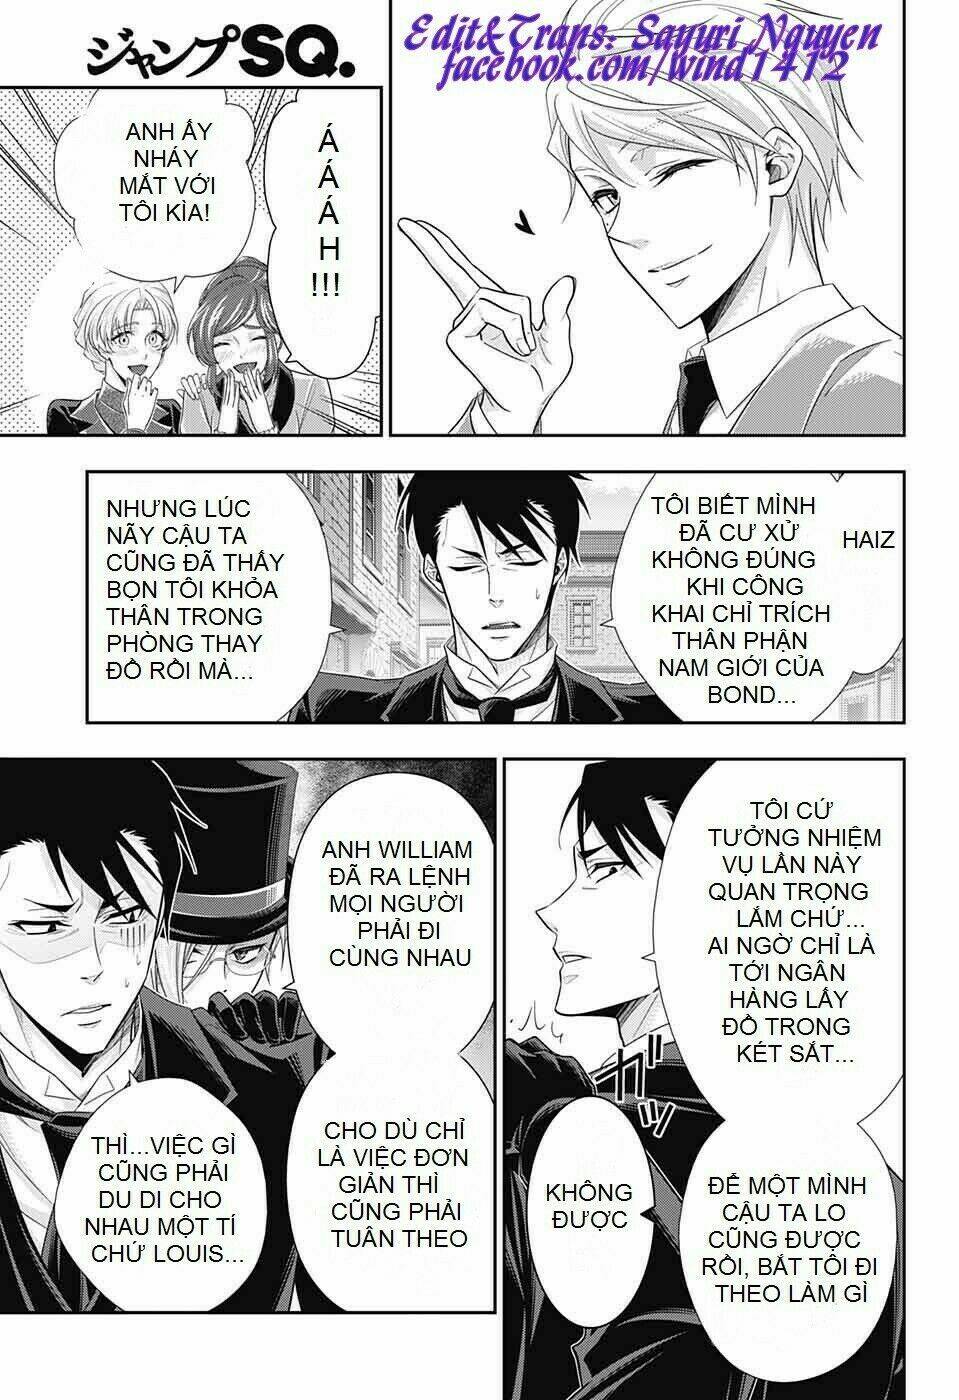 Edit&Trans: Sayuri Nguyen
facebook.com/wind1412
ジャンプSQ.
Á
Á
Á
H
!!!
ANH ẤY
NHÁY
MẮT VỚI
TÔI KÌA!
HAIZ
TÔI BIẾT MÌNH
ĐÃ CƯ XỬ
KHÔNG ĐÚNG
KHI CÔNG
KHAI CHỈ TRÍCH
THÂN PHẬN
NAM GIỚI CỦA
BOND...
NHƯNG LÚC
NÃY CẬU TA
CŨNG ĐÃ THẤY
BỌN TÔI KHỎA
THÂN TRONG
PHÒNG THAY
ĐỒ RỒI MÀ...
TÔI CỨ
TƯỞNG NHIỆM
VỤ LẦN NÀY
QUAN TRỌNG
LẮM CHỨ...
AI NGỜ CHỈ LÀ
TỚI NGÂN
HÀNG LẤY
ĐỒ TRONG
KÉT SẮT...
ĐỂ MỘT MÌNH
CẬU TA LO
CŨNG ĐƯỢC
RỒI, BẮT TÔI ĐI
THEO LÀM GÌ
KHÔNG
ĐƯỢC
ANH WILLIAM
ĐÃ RA LỆNH
MỌI NGƯỜI
PHẢI ĐI
CÙNG NHAU
CHO DÙ CHỈ
LÀ VIỆC ĐƠN
GIẢN THÌ
CŨNG PHẢI
TUÂN THEO
THÌ...VIỆC GÌ
CŨNG PHẢI
DU DI CHO
NHAU MỘT TÍ
CHỨ LOUIS...